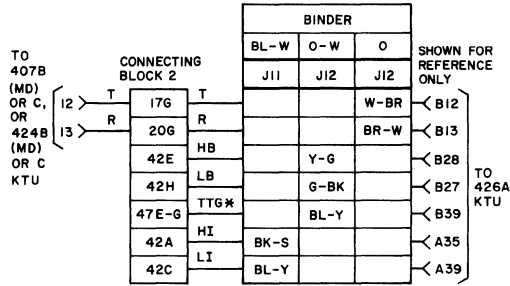 BINDER
BL-W O-W O
J11 J12 J12
TO
407B
(MD)
OR C,
OR
424B
(MD)
OR C
KTU
CONNECTING
BLOCK 2
SHOWN FOR
REFERENCE
ONLY
12 T 17G T W-BR B12
13 R 20G R BR-W B13
42E HB Y-G B28
42H LB G-BK B27
47E-G TTG* BL-Y B39
42A HI BK-S A35
42C LI BL-Y A39
TO
426A
KTU